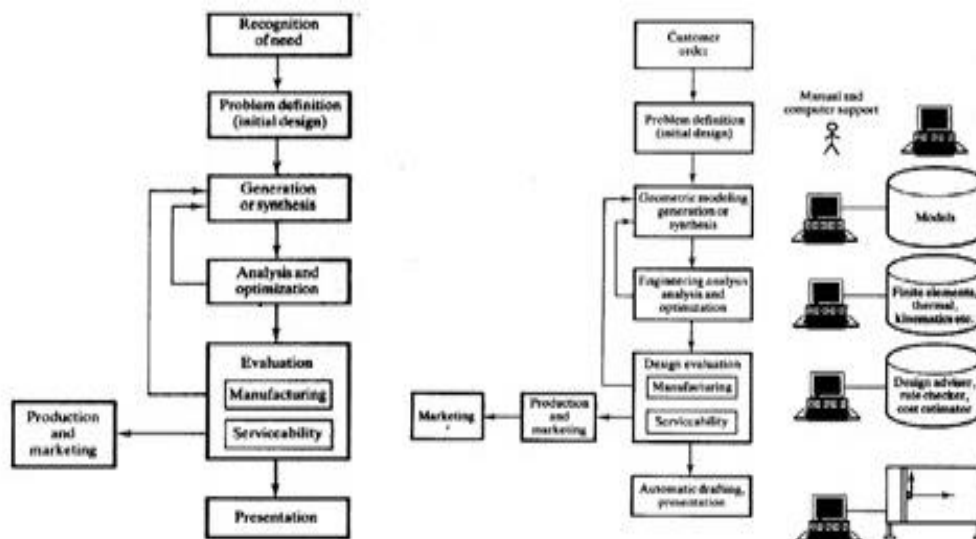 Recognition
of need
Problem definition
(initial design)
Generation
or synthesis
Analysis and
optimization
Evaluation
Manufacturing
Serviceability
Production
and
marketing
Presentation
Customer
order
Problem definition
(initial design)
Geometric modeling
generation or
synthesis
Engineering analysis
analysis and
optimization
Design evaluation
Manufacturing
Serviceability
Marketing
Production
and
marketing
Automatic drafting,
presentation
Manual and
computer support
Models
Finite elements,
thermal,
kinematics etc.
Design adviser,
rule checker,
cost estimator